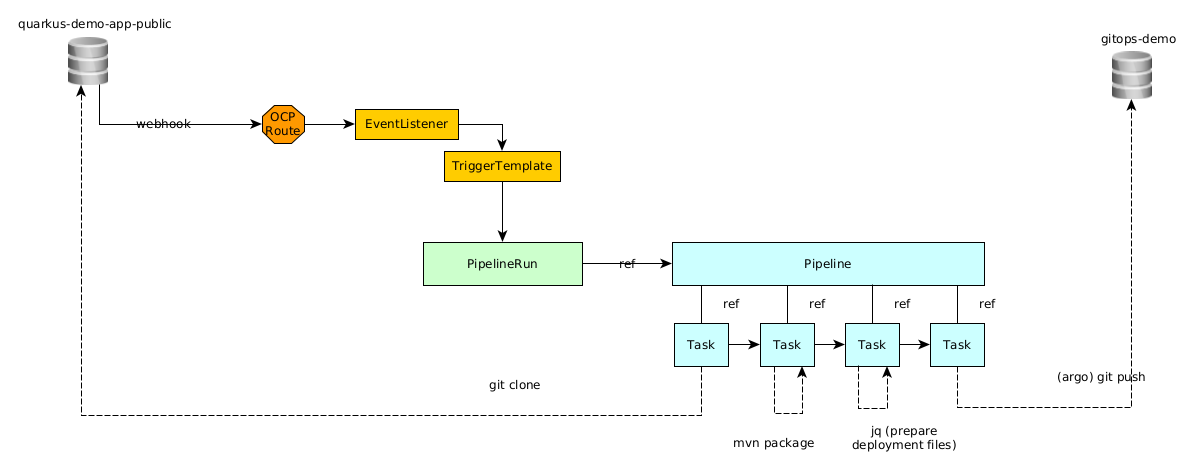 quarkus-demo-app-public
gitops-demo
webhook
OCP
Route
EventListener
TriggerTemplate
PipelineRun
ref
Pipeline
ref
ref
ref
ref
Task
Task
Task
Task
git clone
(argo) git push
mvn package
jq (prepare
deployment files)